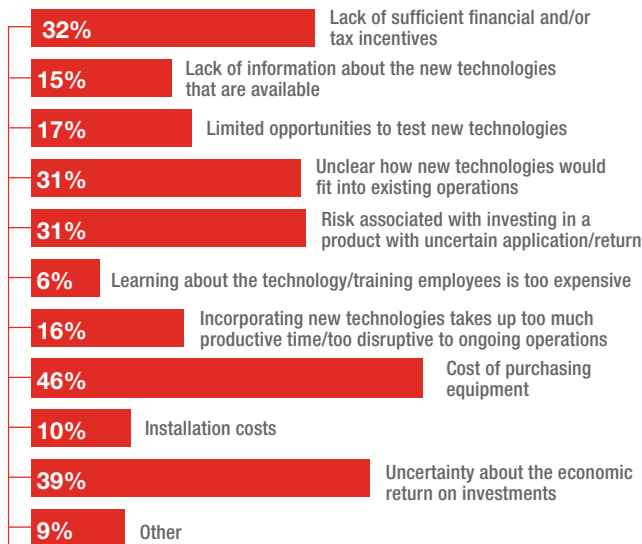 32%
Lack of sufficient financial and/or
tax incentives
15%
Lack of information about the new technologies
that are available
17%
Limited opportunities to test new technologies
31%
Unclear how new technologies would
fit into existing operations
31%
Risk associated with investing in a
product with uncertain application/return
6%
Learning about the technology/training employees is too expensive
16%
Incorporating new technologies takes up too much
productive time/too disruptive to ongoing operations
46%
Cost of purchasing
equipment
10%
Installation costs
39%
Uncertainty about the economic
return on investments
9%
Other